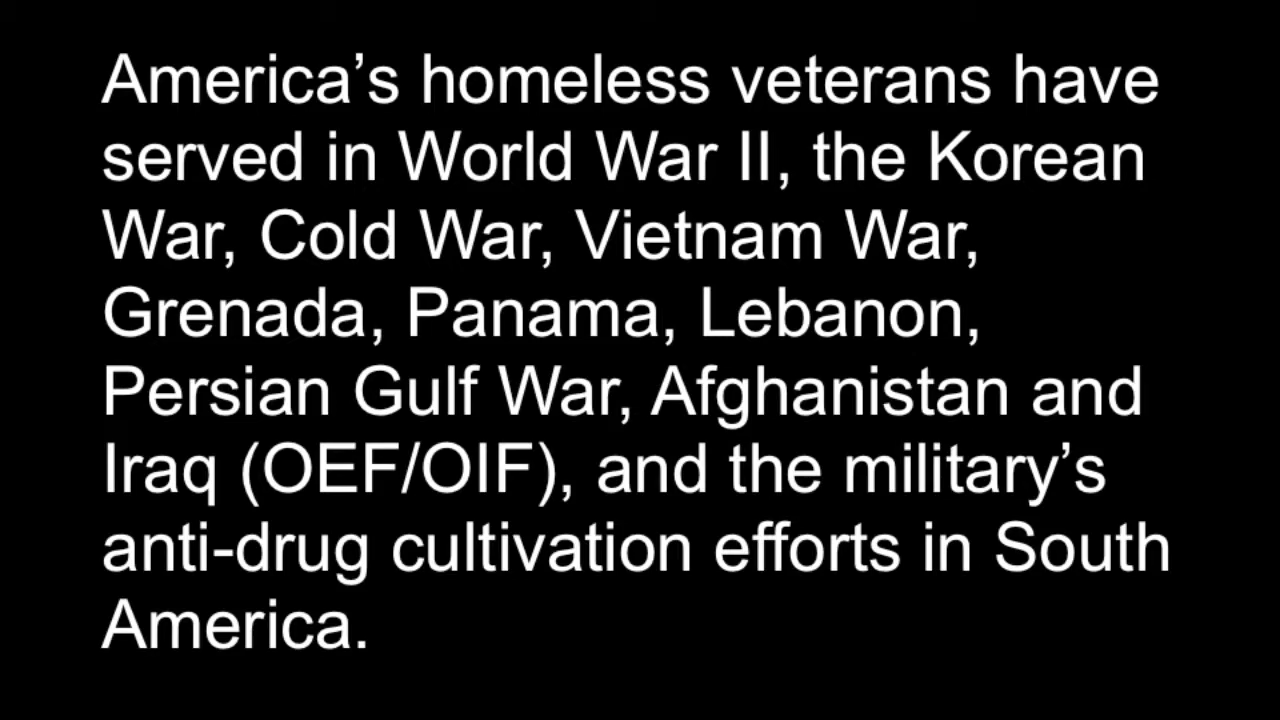 America’s homeless veterans have
served in World War II, the Korean
War, Cold War, Vietnam War,
Grenada, Panama, Lebanon,
Persian Gulf War, Afghanistan and
Iraq (OEF/OIF), and the military’s
anti-drug cultivation efforts in South
America.